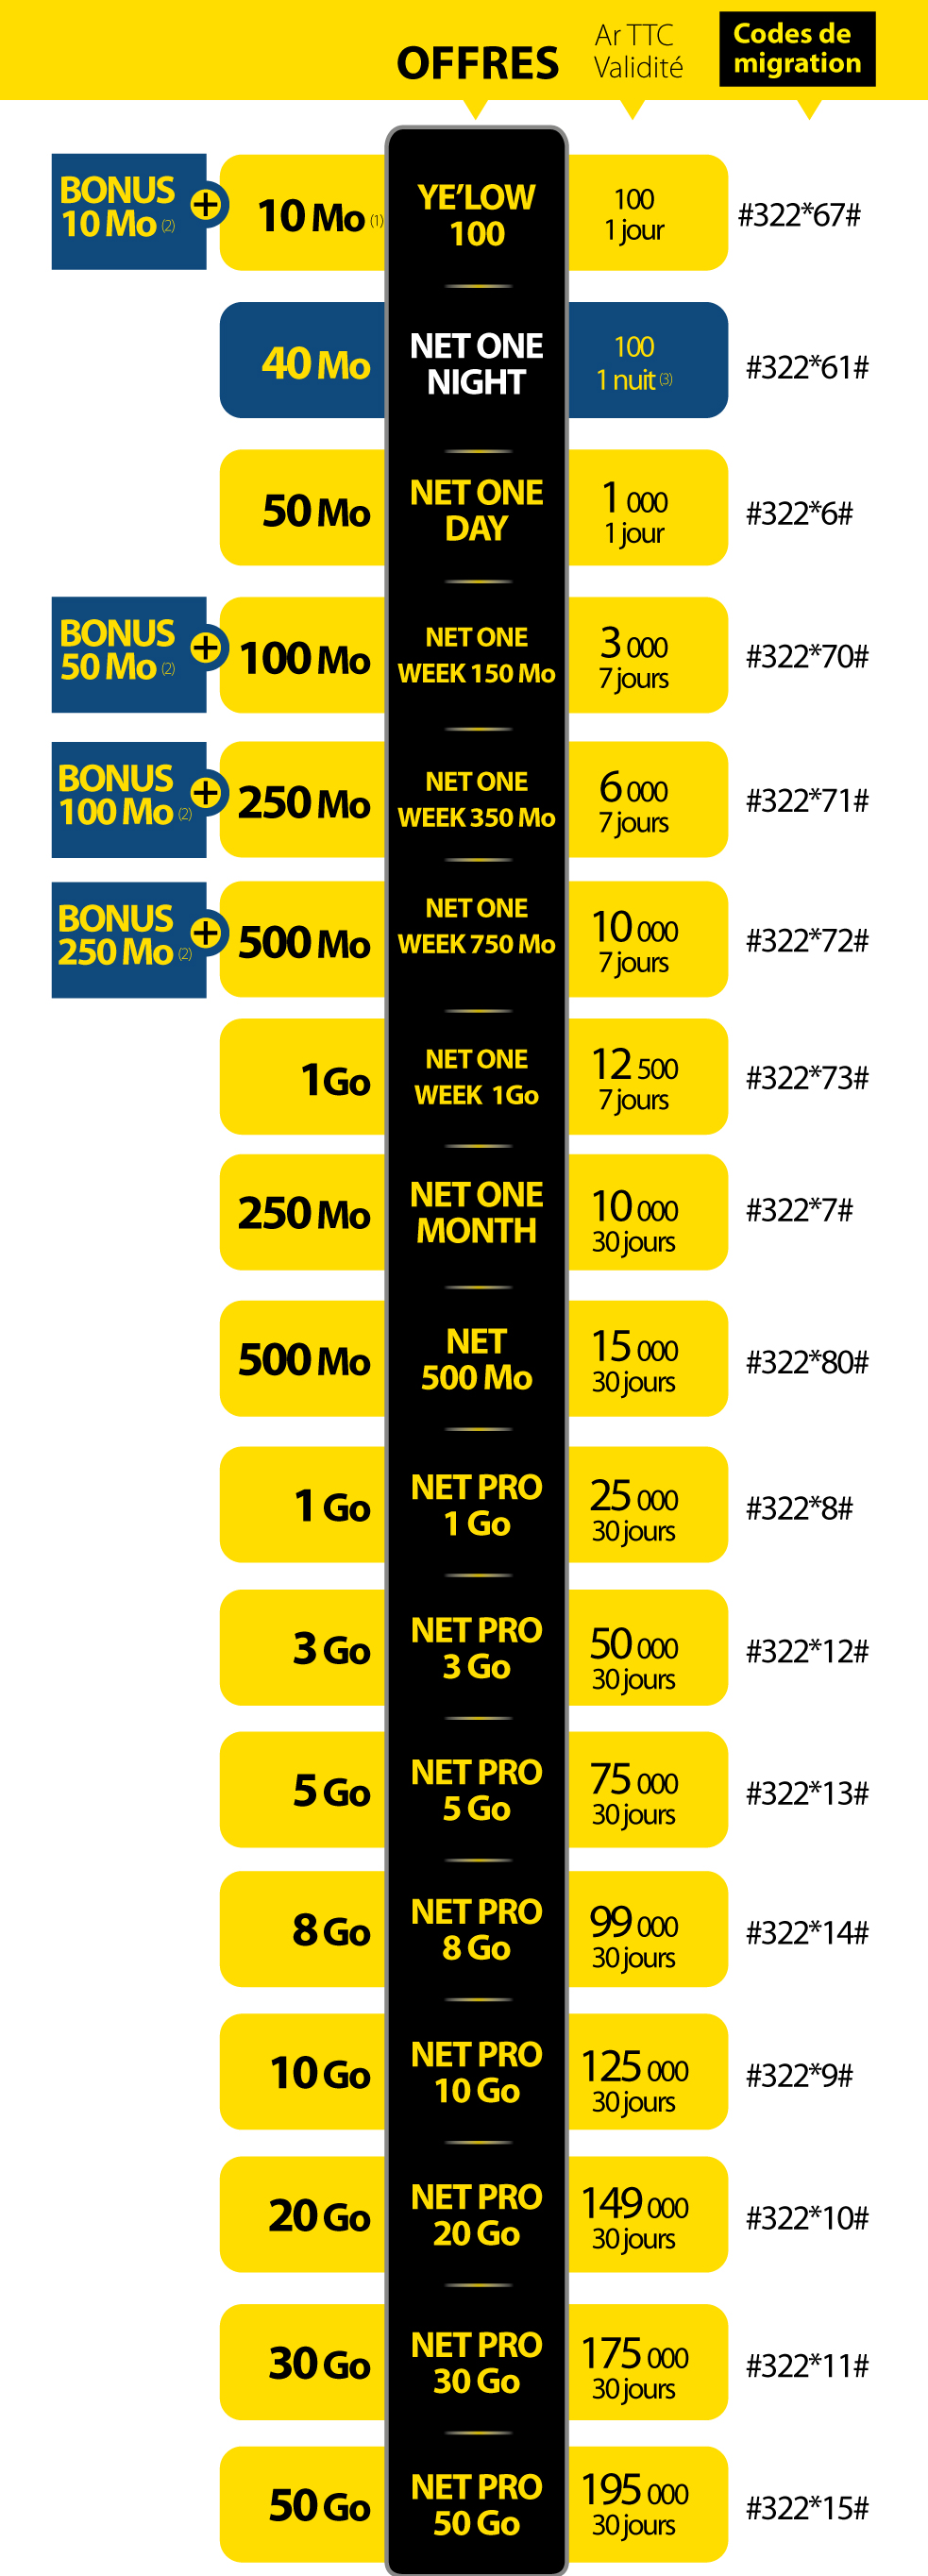 OFFRES
Ar TTC
Validité
Codes de
migration
BONUS
10 Mo (2)
+
10 Mo (1)
YE’LOW
100
100
1 jour
#322*67#
40 Mo
NET ONE
NIGHT
100
1 nuit (3)
#322*61#
50 Mo
NET ONE
DAY
1 000
1 jour
#322*6#
BONUS
50 Mo (2)
+
100 Mo
NET ONE
WEEK 150 Mo
3 000
7 jours
#322*70#
BONUS
100 Mo (2)
+
250 Mo
NET ONE
WEEK 350 Mo
6 000
7 jours
#322*71#
BONUS
250 Mo (2)
+
500 Mo
NET ONE
WEEK 750 Mo
10 000
7 jours
#322*72#
1Go
NET ONE
WEEK 1Go
12 500
7 jours
#322*73#
250 Mo
NET ONE
MONTH
10 000
30 jours
#322*7#
500 Mo
NET
500 Mo
15 000
30 jours
#322*80#
1 Go
NET PRO
1 Go
25 000
30 jours
#322*8#
3 Go
NET PRO
3 Go
50 000
30 jours
#322*12#
5 Go
NET PRO
5 Go
75 000
30 jours
#322*13#
8 Go
NET PRO
8 Go
99 000
30 jours
#322*14#
10 Go
NET PRO
10 Go
125 000
30 jours
#322*9#
20 Go
NET PRO
20 Go
149 000
30 jours
#322*10#
30 Go
NET PRO
30 Go
175 000
30 jours
#322*11#
50 Go
NET PRO
50 Go
195 000
30 jours
#322*15#